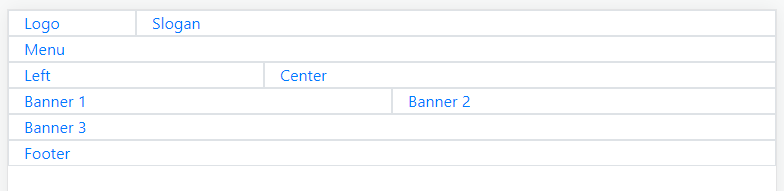 Logo Slogan
Menu
Left Center
Banner 1 Banner 2
Banner 3
Footer